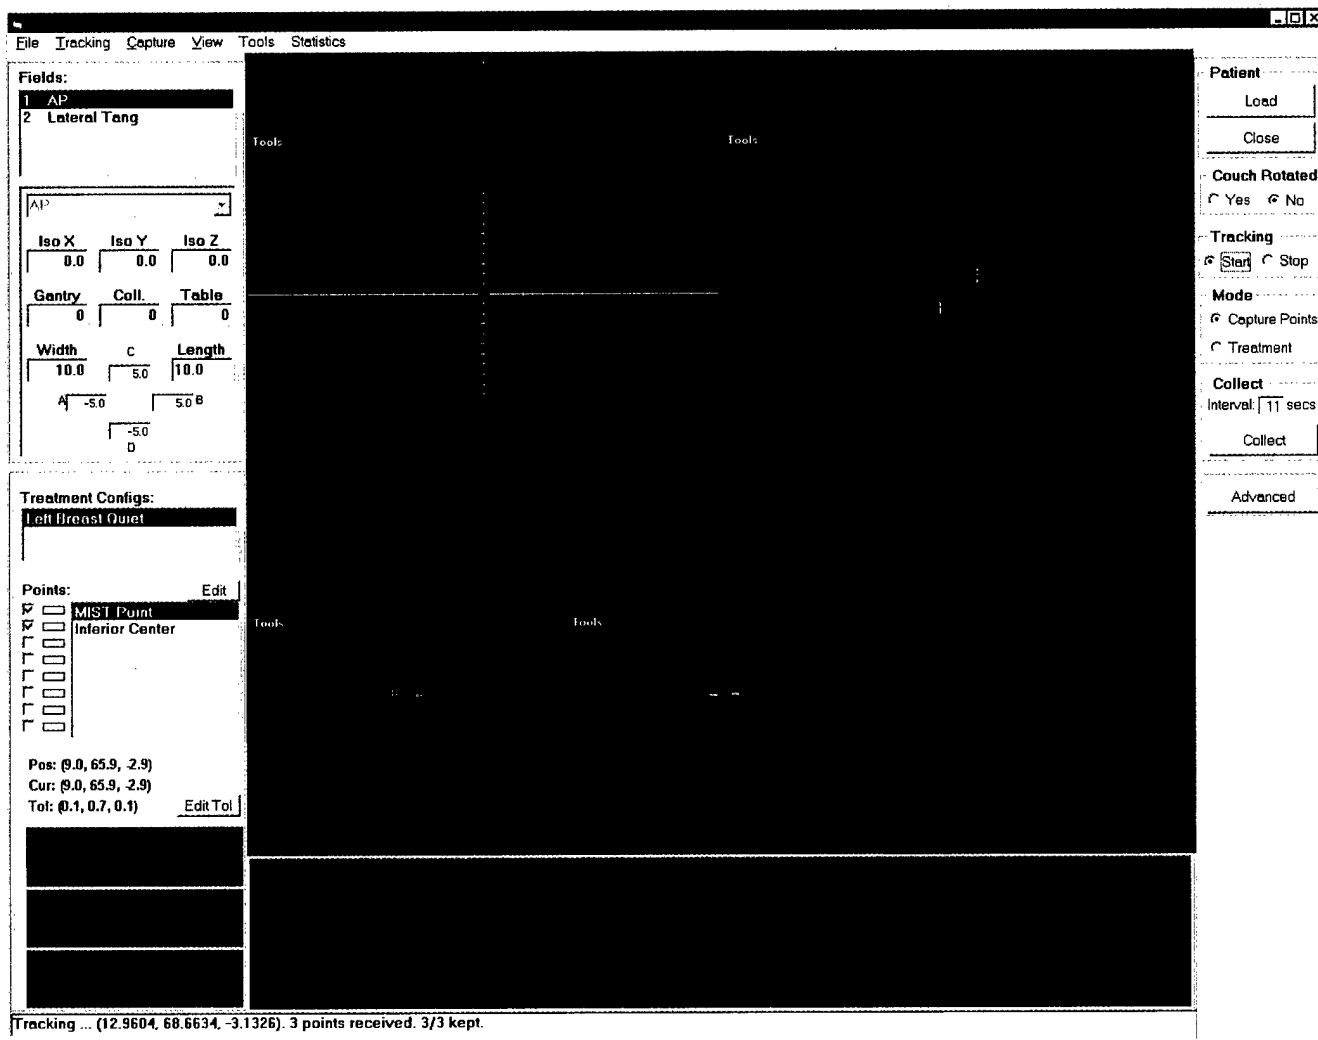 File Tracking Capture View Tools Statistics
Fields:
1 AP
2 Lateral Tang
AP
Iso X Iso Y Iso Z
0.0 0.0 0.0
Gantry Coll. Table
0 0 0
Width C Length
10.0 5.0 10.0
A -5.0 5.0 B
-5.0
D
Treatment Configs:
Left Breast Quiet
Points: Edit
MIST Point
Inferior Center
Pos: (9.0, 65.9, -2.9)
Cur: (9.0, 65.9, -2.9)
Tol: (0.1, 0.7, 0.1) Edit Tol
Tools Tools
Tools Tools
Patient
Load
Close
Couch Rotated
Yes No
Tracking
Start Stop
Mode
Capture Points
Treatment
Collect
Interval: 11 secs
Collect
Advanced
Tracking ... (12.9604, 68.6634, -3.1326). 3 points received. 3/3 kept.